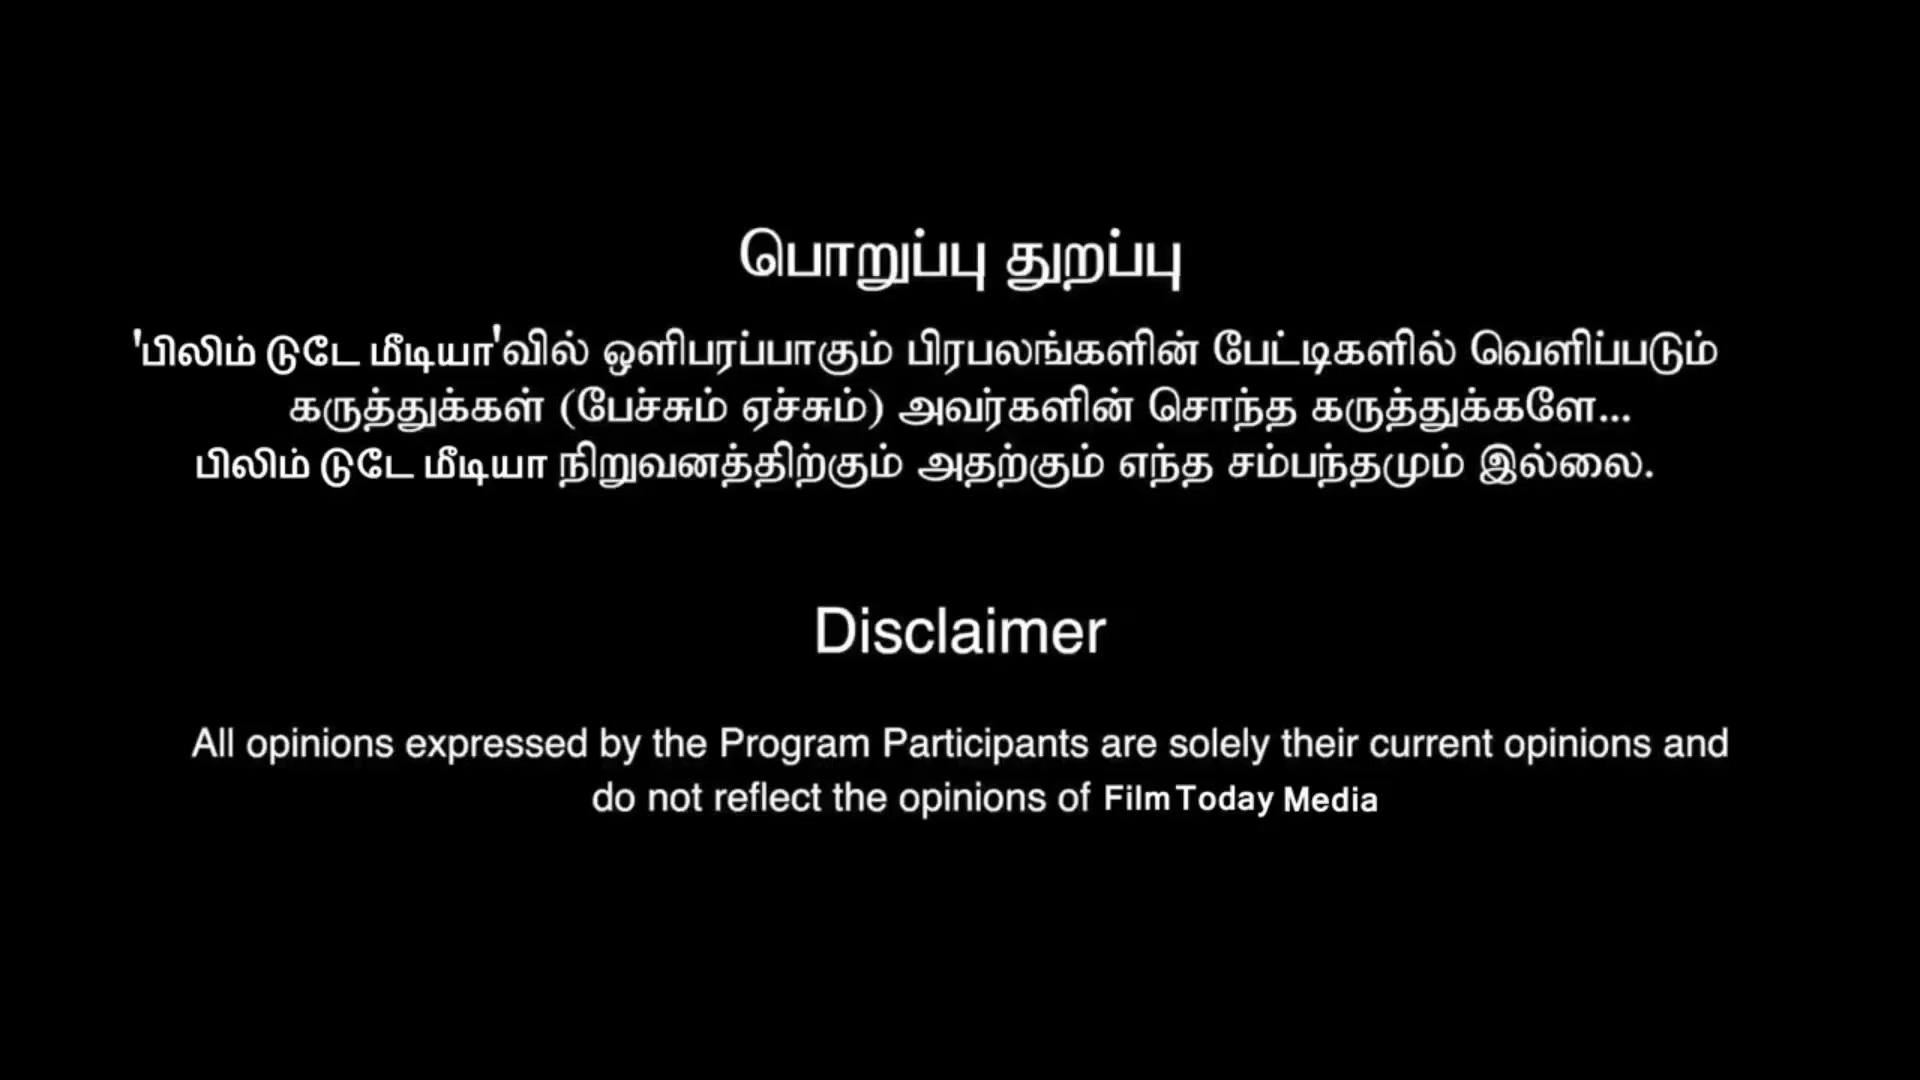 பொறுப்பு துறப்பு
'பிலிம் டுடே மீடியா'வில் ஒளிபரப்பாகும் பிரபலங்களின் பேட்டிகளில் வெளிப்படும்
கருத்துக்கள் (பேச்சும் ஏச்சும்) அவர்களின் சொந்த கருத்துக்களே...
பிலிம் டுடே மீடியா நிறுவனத்திற்கும் அதற்கும் எந்த சம்பந்தமும் இல்லை.
Disclaimer
All opinions expressed by the Program Participants are solely their current opinions and
do not reflect the opinions of Film Today Media